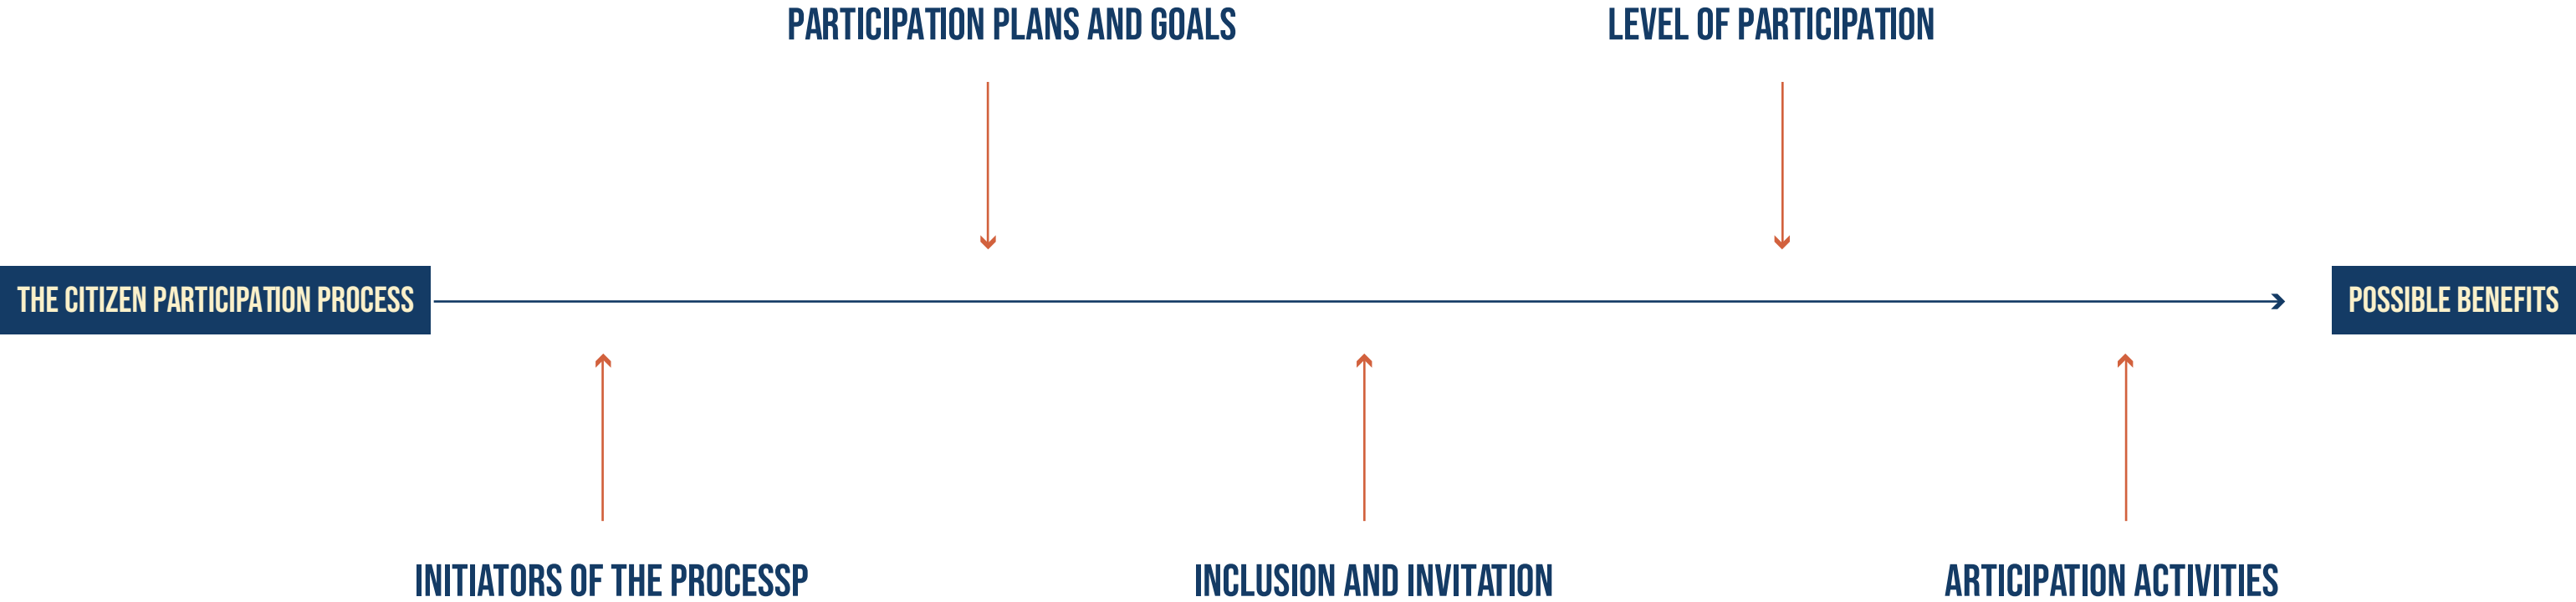 PARTICIPATION PLANS AND GOALS
LEVEL OF PARTICIPATION
THE CITIZEN PARTICIPATION PROCESS
POSSIBLE BENEFITS
INITIATORS OF THE PROCESSP
INCLUSION AND INVITATION
ARTICIPATION ACTIVITIES